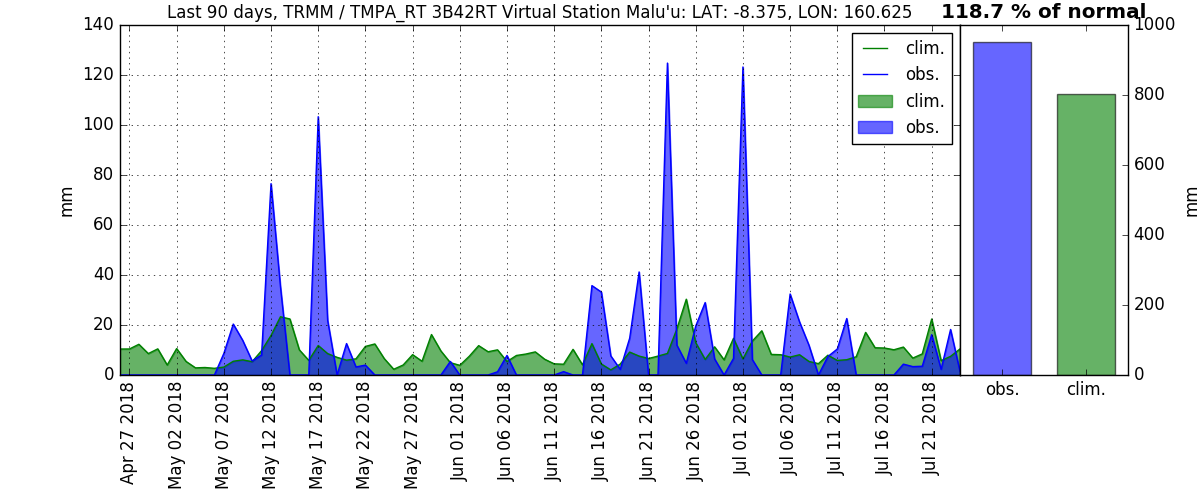 Last 90 days, TRMM / TMPA_RT 3B42RT Virtual Station Malu'u: LAT: -8.375, LON: 160.625
118.7 % of normal
140
120
100
80
60
40
20
0
mm
clim.
obs.
clim.
obs.
Apr 27 2018
May 02 2018
May 07 2018
May 12 2018
May 17 2018
May 22 2018
May 27 2018
Jun 01 2018
Jun 06 2018
Jun 11 2018
Jun 16 2018
Jun 21 2018
Jun 26 2018
Jul 01 2018
Jul 06 2018
Jul 11 2018
Jul 16 2018
Jul 21 2018
1000
800
600
400
200
0
mm
obs.
clim.